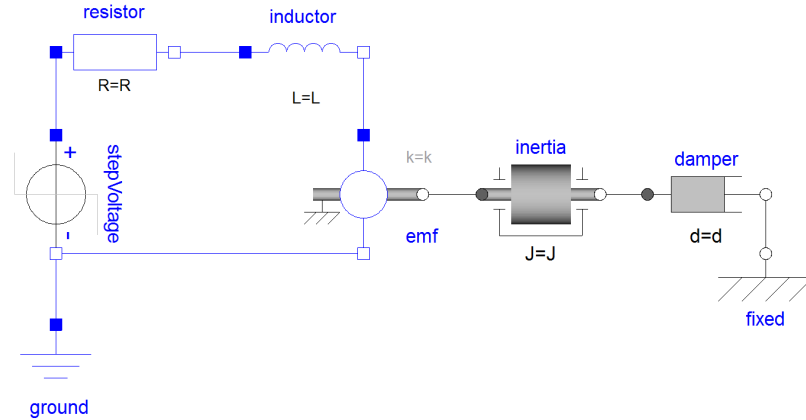 resistor
inductor
R=R
L=L
+
stepVoltage
-
k=k
emf
inertia
J=J
damper
d=d
fixed
ground